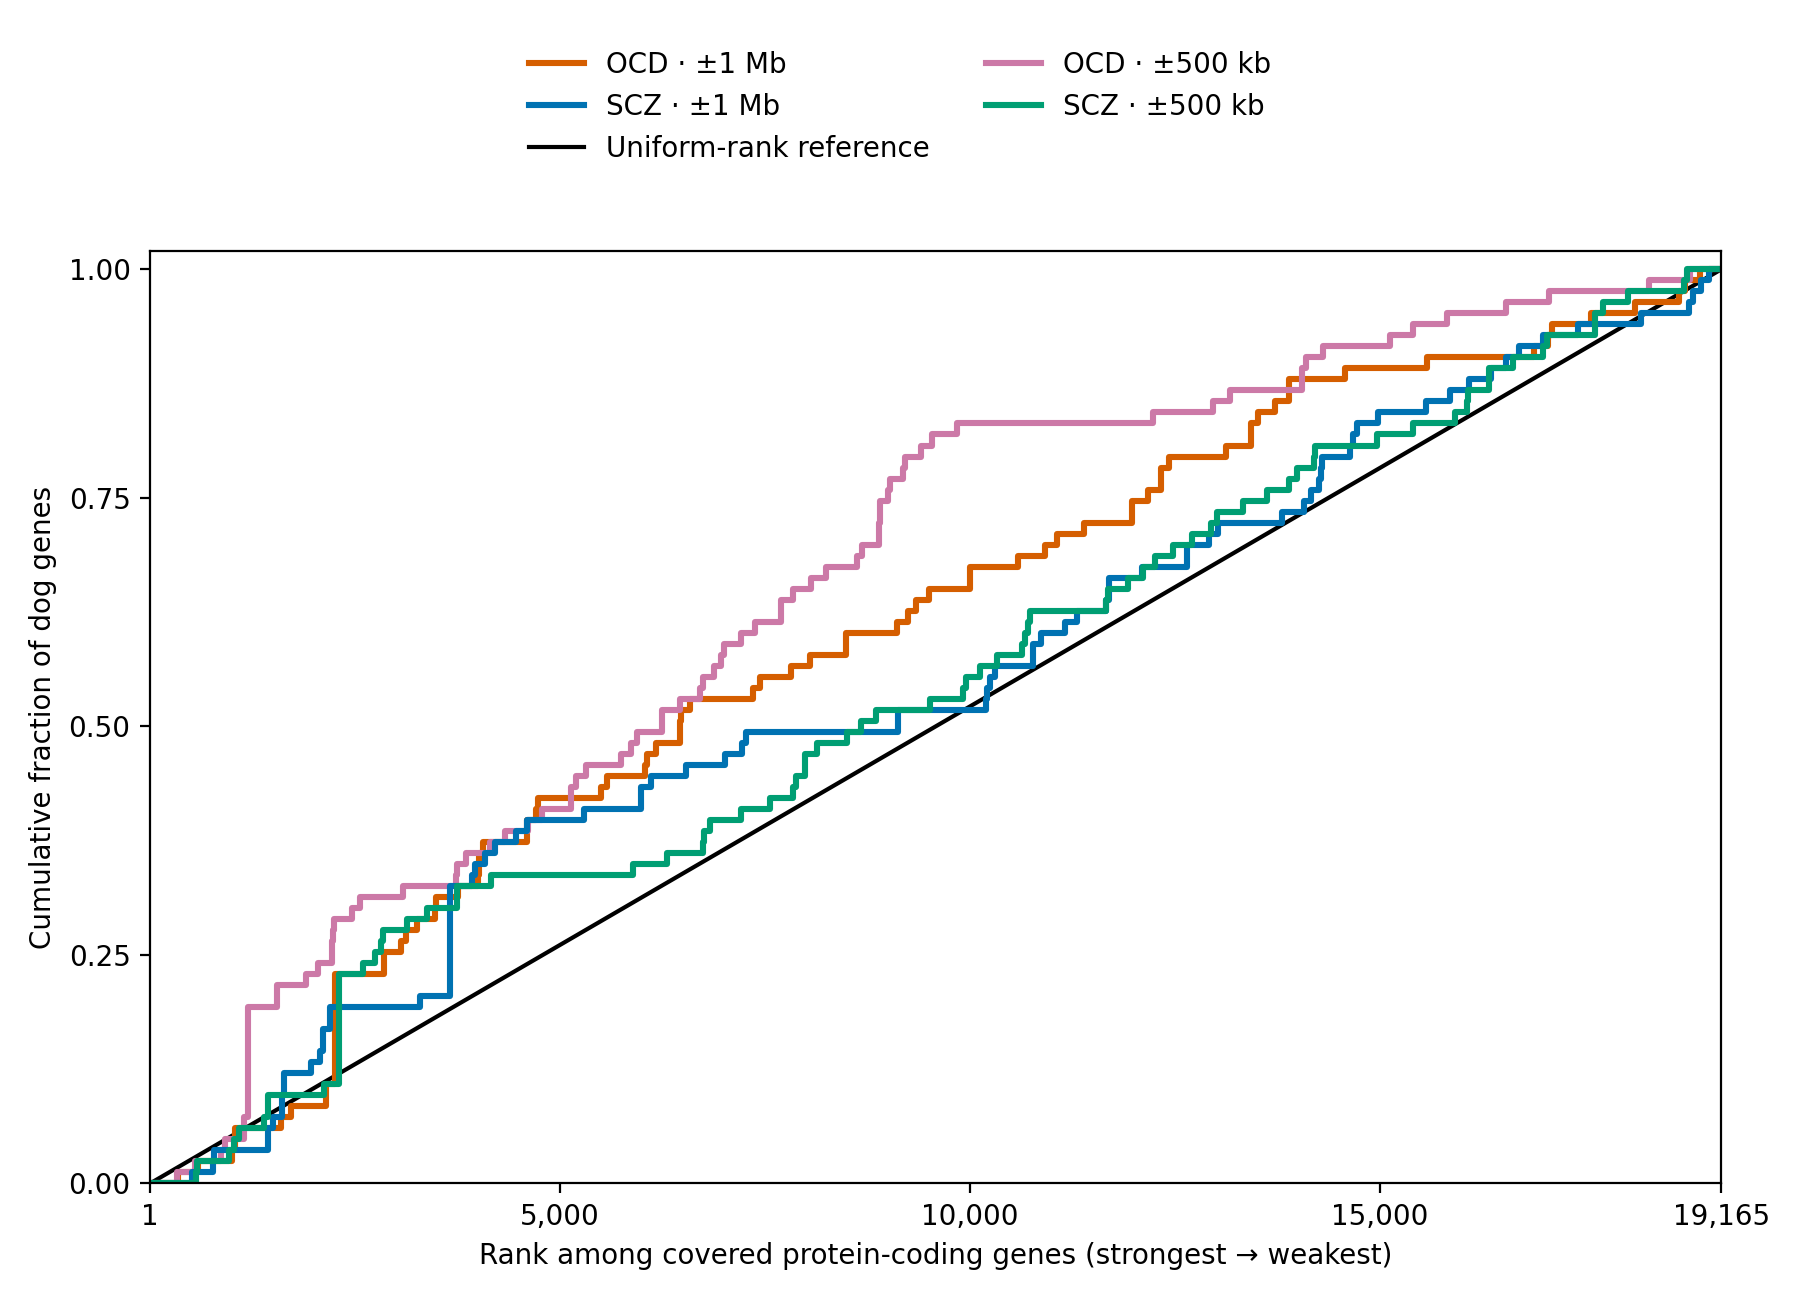 OCD · ±1 Mb
SCZ · ±1 Mb
Uniform-rank reference
OCD · ±500 kb
SCZ · ±500 kb
1.00
0.75
0.50
0.25
0.00
Cumulative fraction of dog genes
1
5,000
10,000
15,000
19,165
Rank among covered protein-coding genes (strongest → weakest)